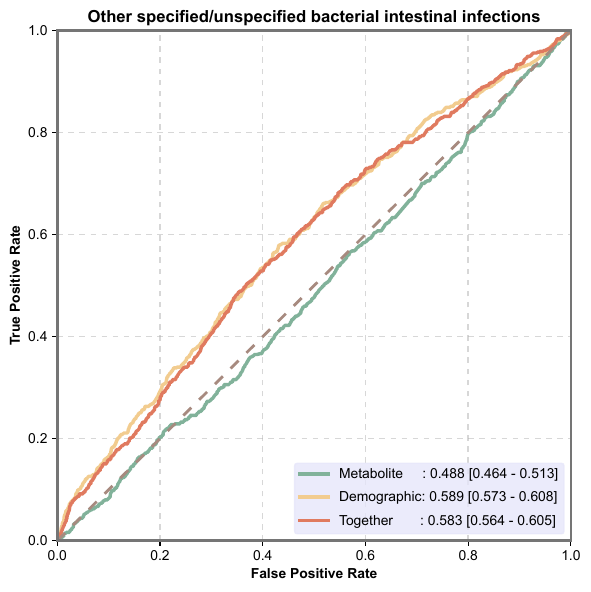 Other specified/unspecified bacterial intestinal infections
1.0
0.8
0.6
0.4
0.2
0.0
True Positive Rate
0.0 0.2 0.4 0.6 0.8 1.0
False Positive Rate
Metabolite : 0.488 [0.464 - 0.513]
Demographic: 0.589 [0.573 - 0.608]
Together : 0.583 [0.564 - 0.605]